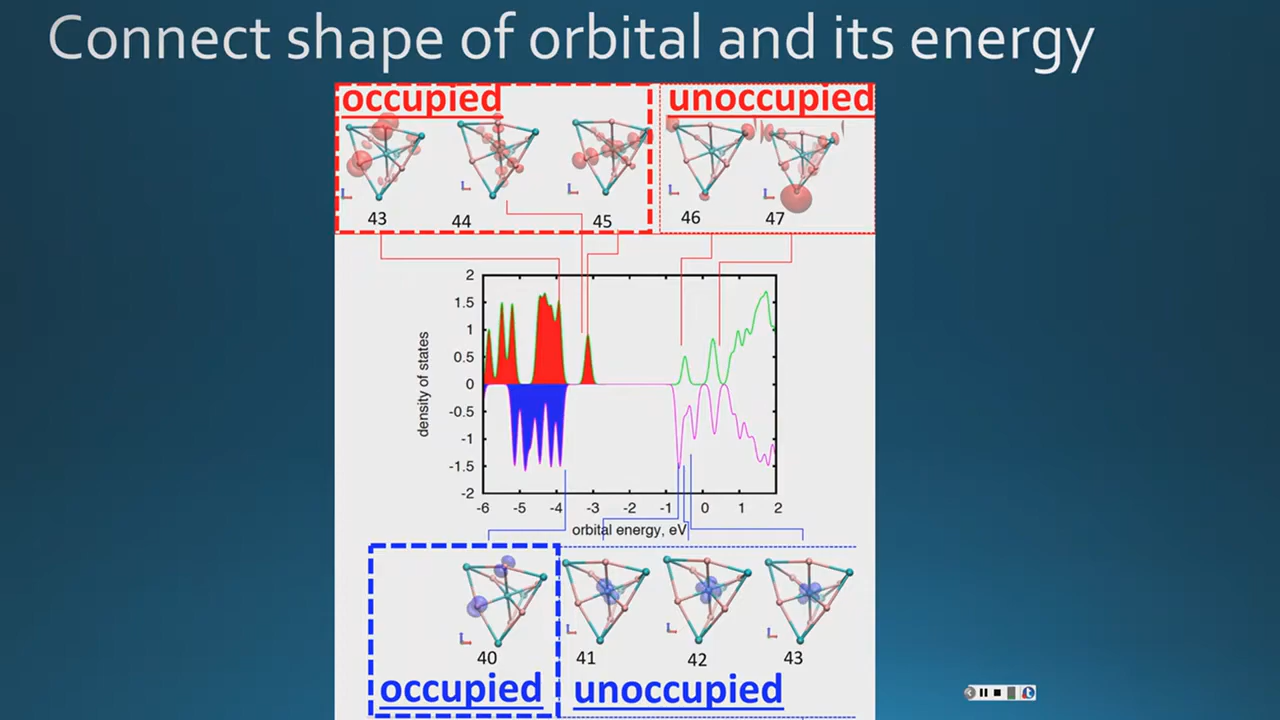 Connect shape of orbital and its energy
occupied unoccupied
43 44 45 46 47
2
1.5
1
0.5
0
-0.5
-1
-1.5
-2
density of states
-6 -5 -4 -3 -2 -1 0 1 2
orbital energy, eV
40 41 42 43
occupied unoccupied